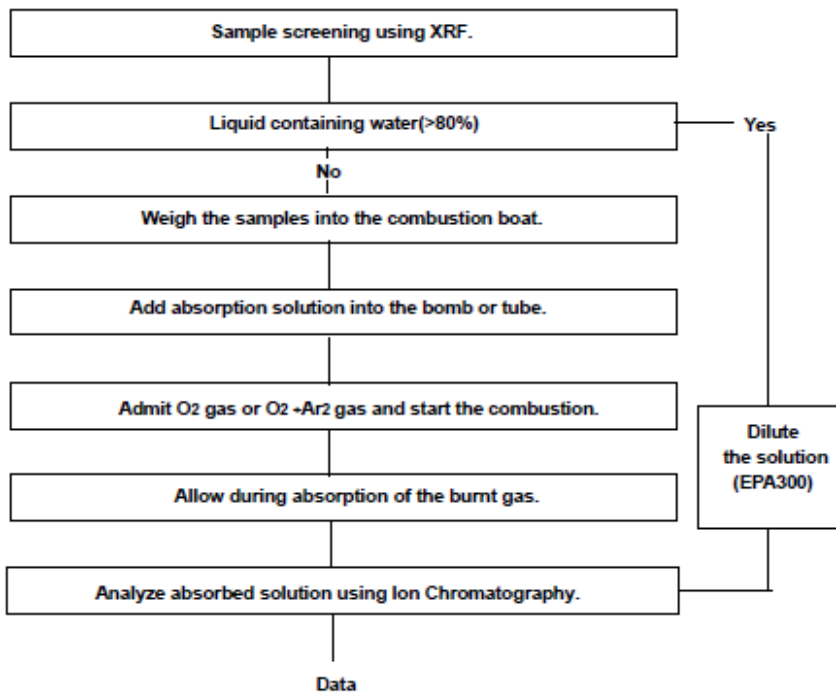 Sample screening using XRF.
Liquid containing water(>80%)
Yes
No
Weigh the samples into the combustion boat.
Add absorption solution into the bomb or tube.
Admit O2 gas or O2 +Ar2 gas and start the combustion.
Dilute
the solution
(EPA300)
Allow during absorption of the burnt gas.
Analyze absorbed solution using Ion Chromatography.
Data